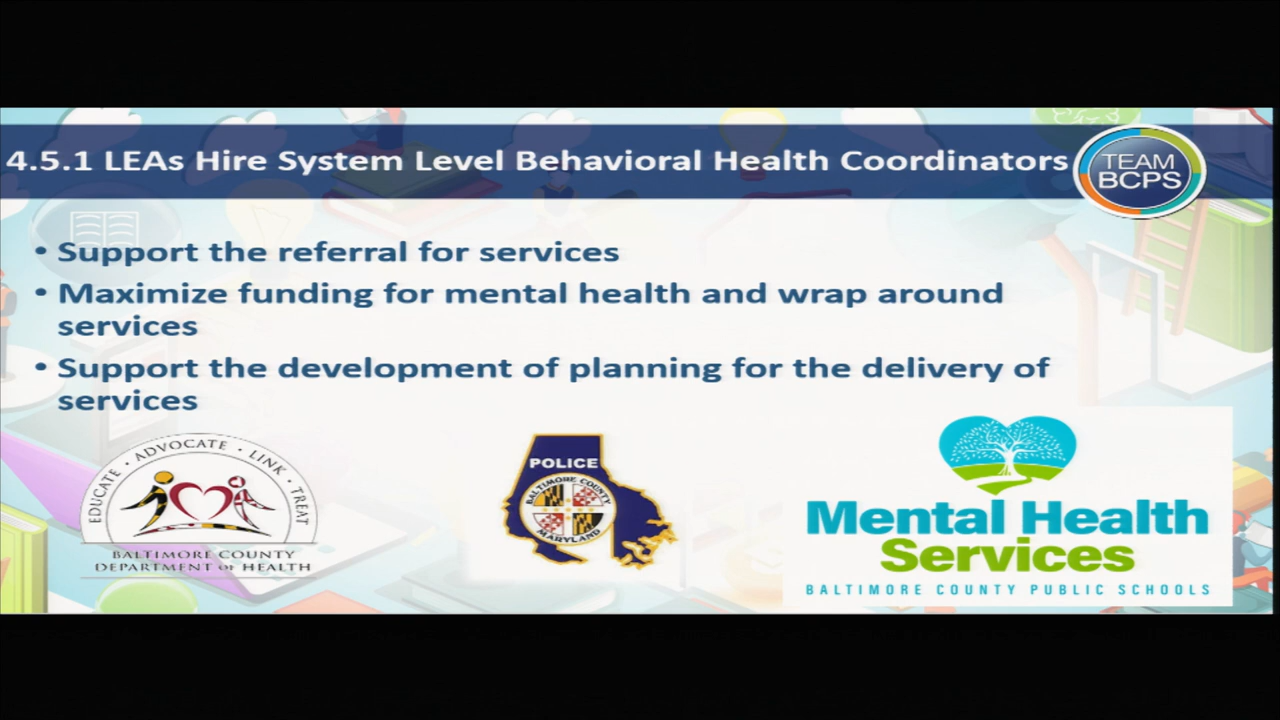 4.5.1 LEAs Hire System Level Behavioral Health Coordinators
TEAM
BCPS
• Support the referral for services
• Maximize funding for mental health and wrap around
services
• Support the development of planning for the delivery of
services
EDUCATE • ADVOCATE • LINK • TREAT
BALTIMORE COUNTY
DEPARTMENT OF HEALTH
POLICE
BALTIMORE COUNTY
MARYLAND
Mental Health
Services
BALTIMORE COUNTY PUBLIC SCHOOLS